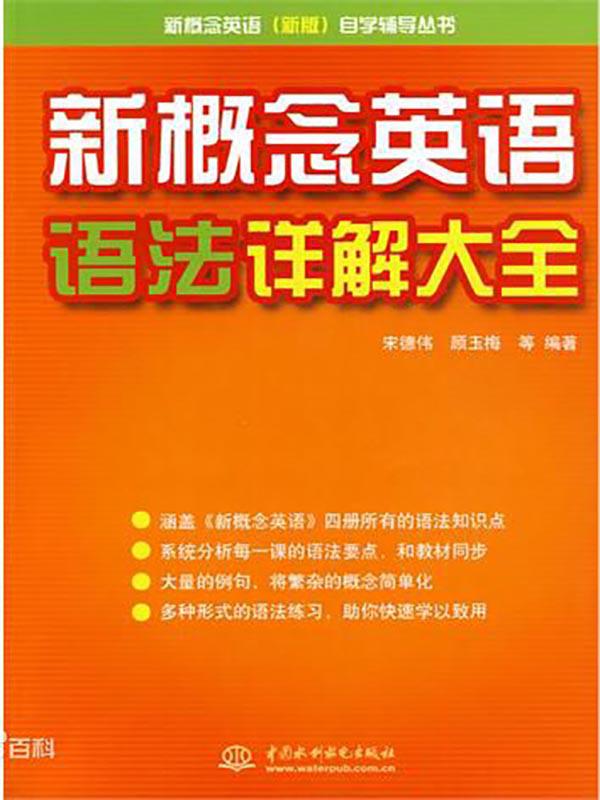 新概念英语（新版）自学辅导丛书
新概念英语
语法详解大全
宋德伟 顾玉梅 等 编著
涵盖《新概念英语》四册所有的语法知识点
系统分析每一课的语法要点，和教材同步
大量的例句，将繁杂的概念简单化
多种形式的语法练习，助你快速学以致用
百科
中国水利水电出版社
www.waterpub.com.cn